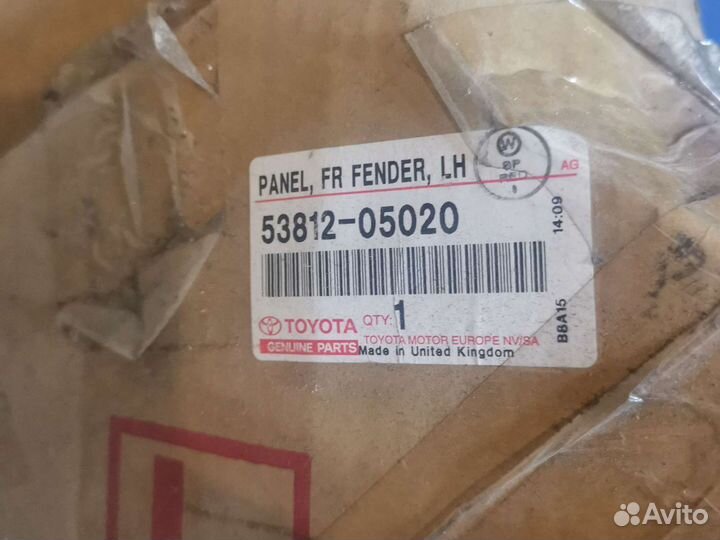 PANEL, FR FENDER, LH
W
AG
53812-05020
14:09
B8A15
TOYOTA
QTY: 1
GENUINE PARTS
TOYOTA MOTOR EUROPE NV/SA
Made in United Kingdom
Avito